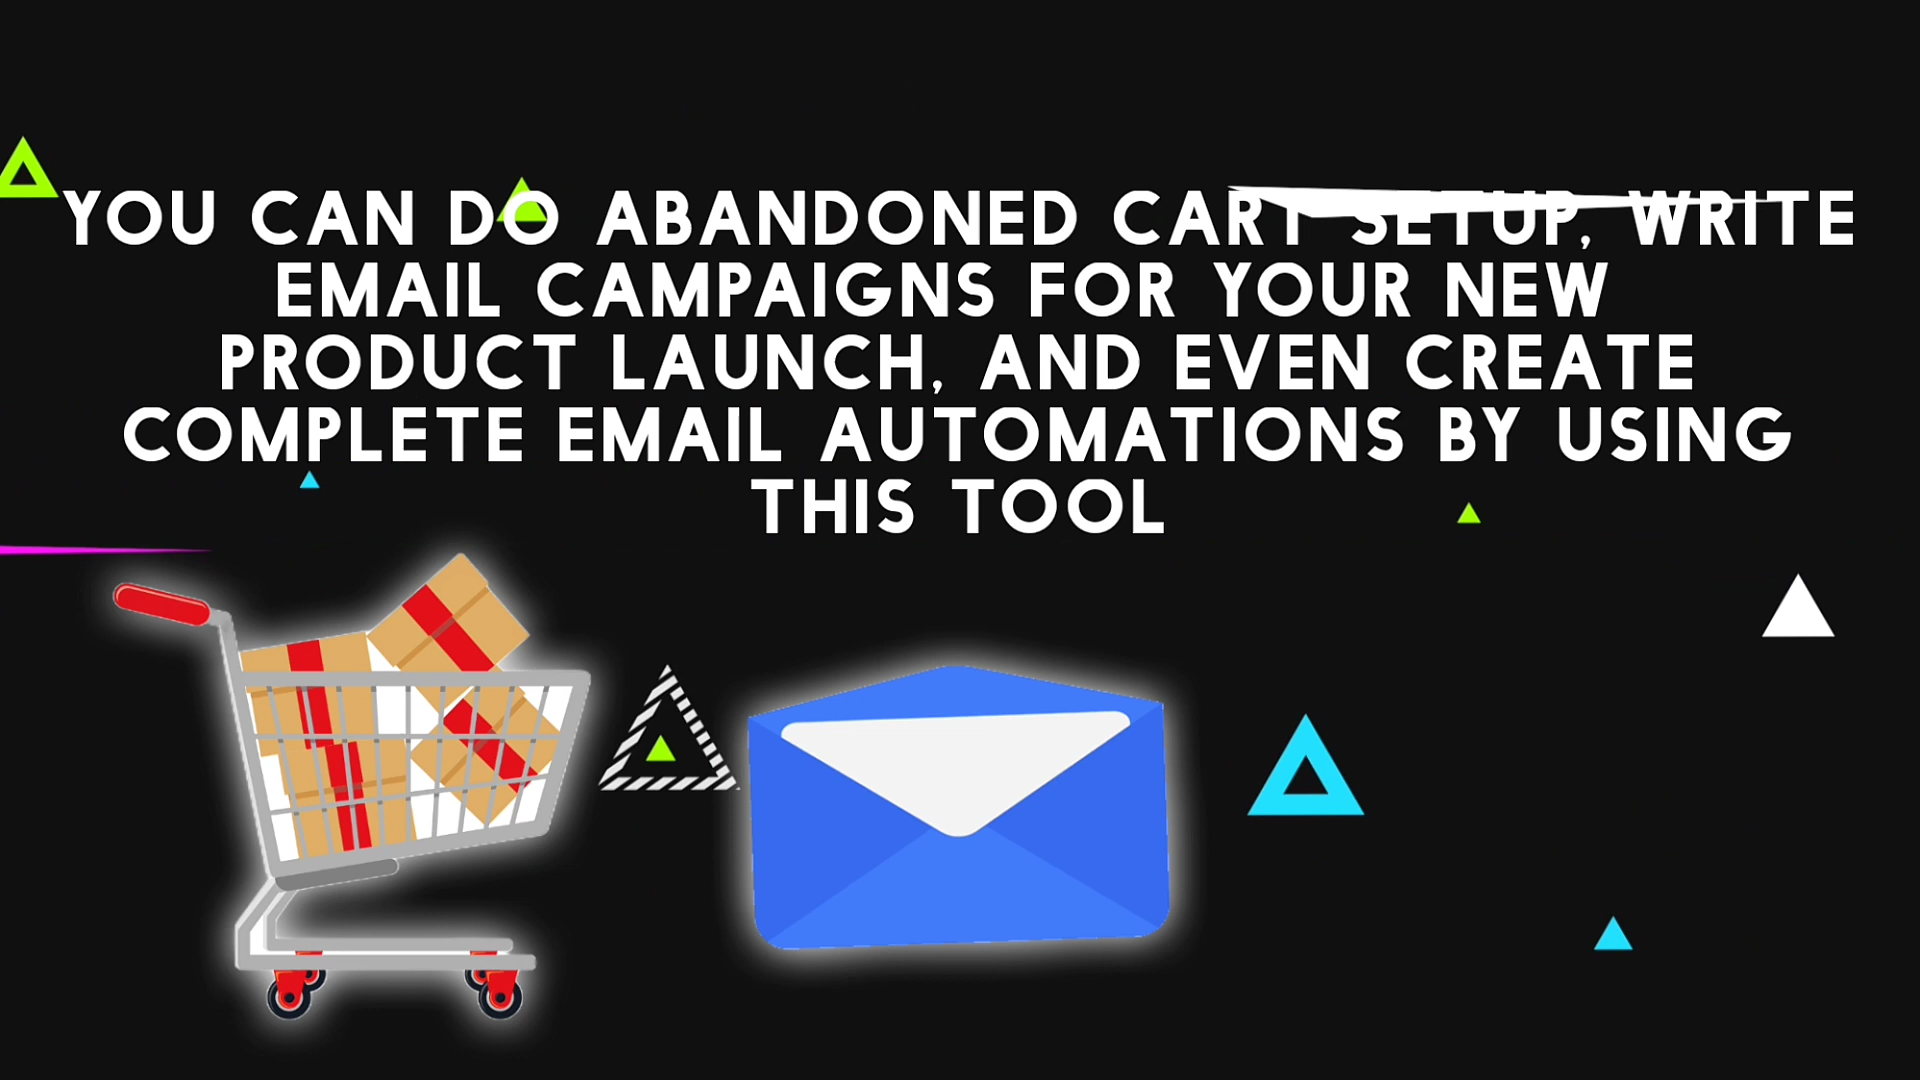 YOU CAN DO ABANDONED CART SETUP, WRITE
EMAIL CAMPAIGNS FOR YOUR NEW
PRODUCT LAUNCH, AND EVEN CREATE
COMPLETE EMAIL AUTOMATIONS BY USING
THIS TOOL